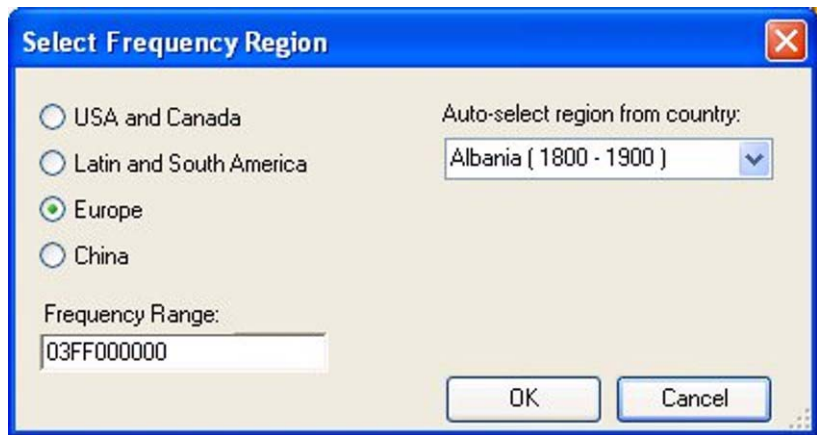 Select Frequency Region
USA and Canada
Latin and South America
Europe
China
Auto-select region from country:
Albania ( 1800 - 1900 )
Frequency Range:
03FF000000
OK
Cancel